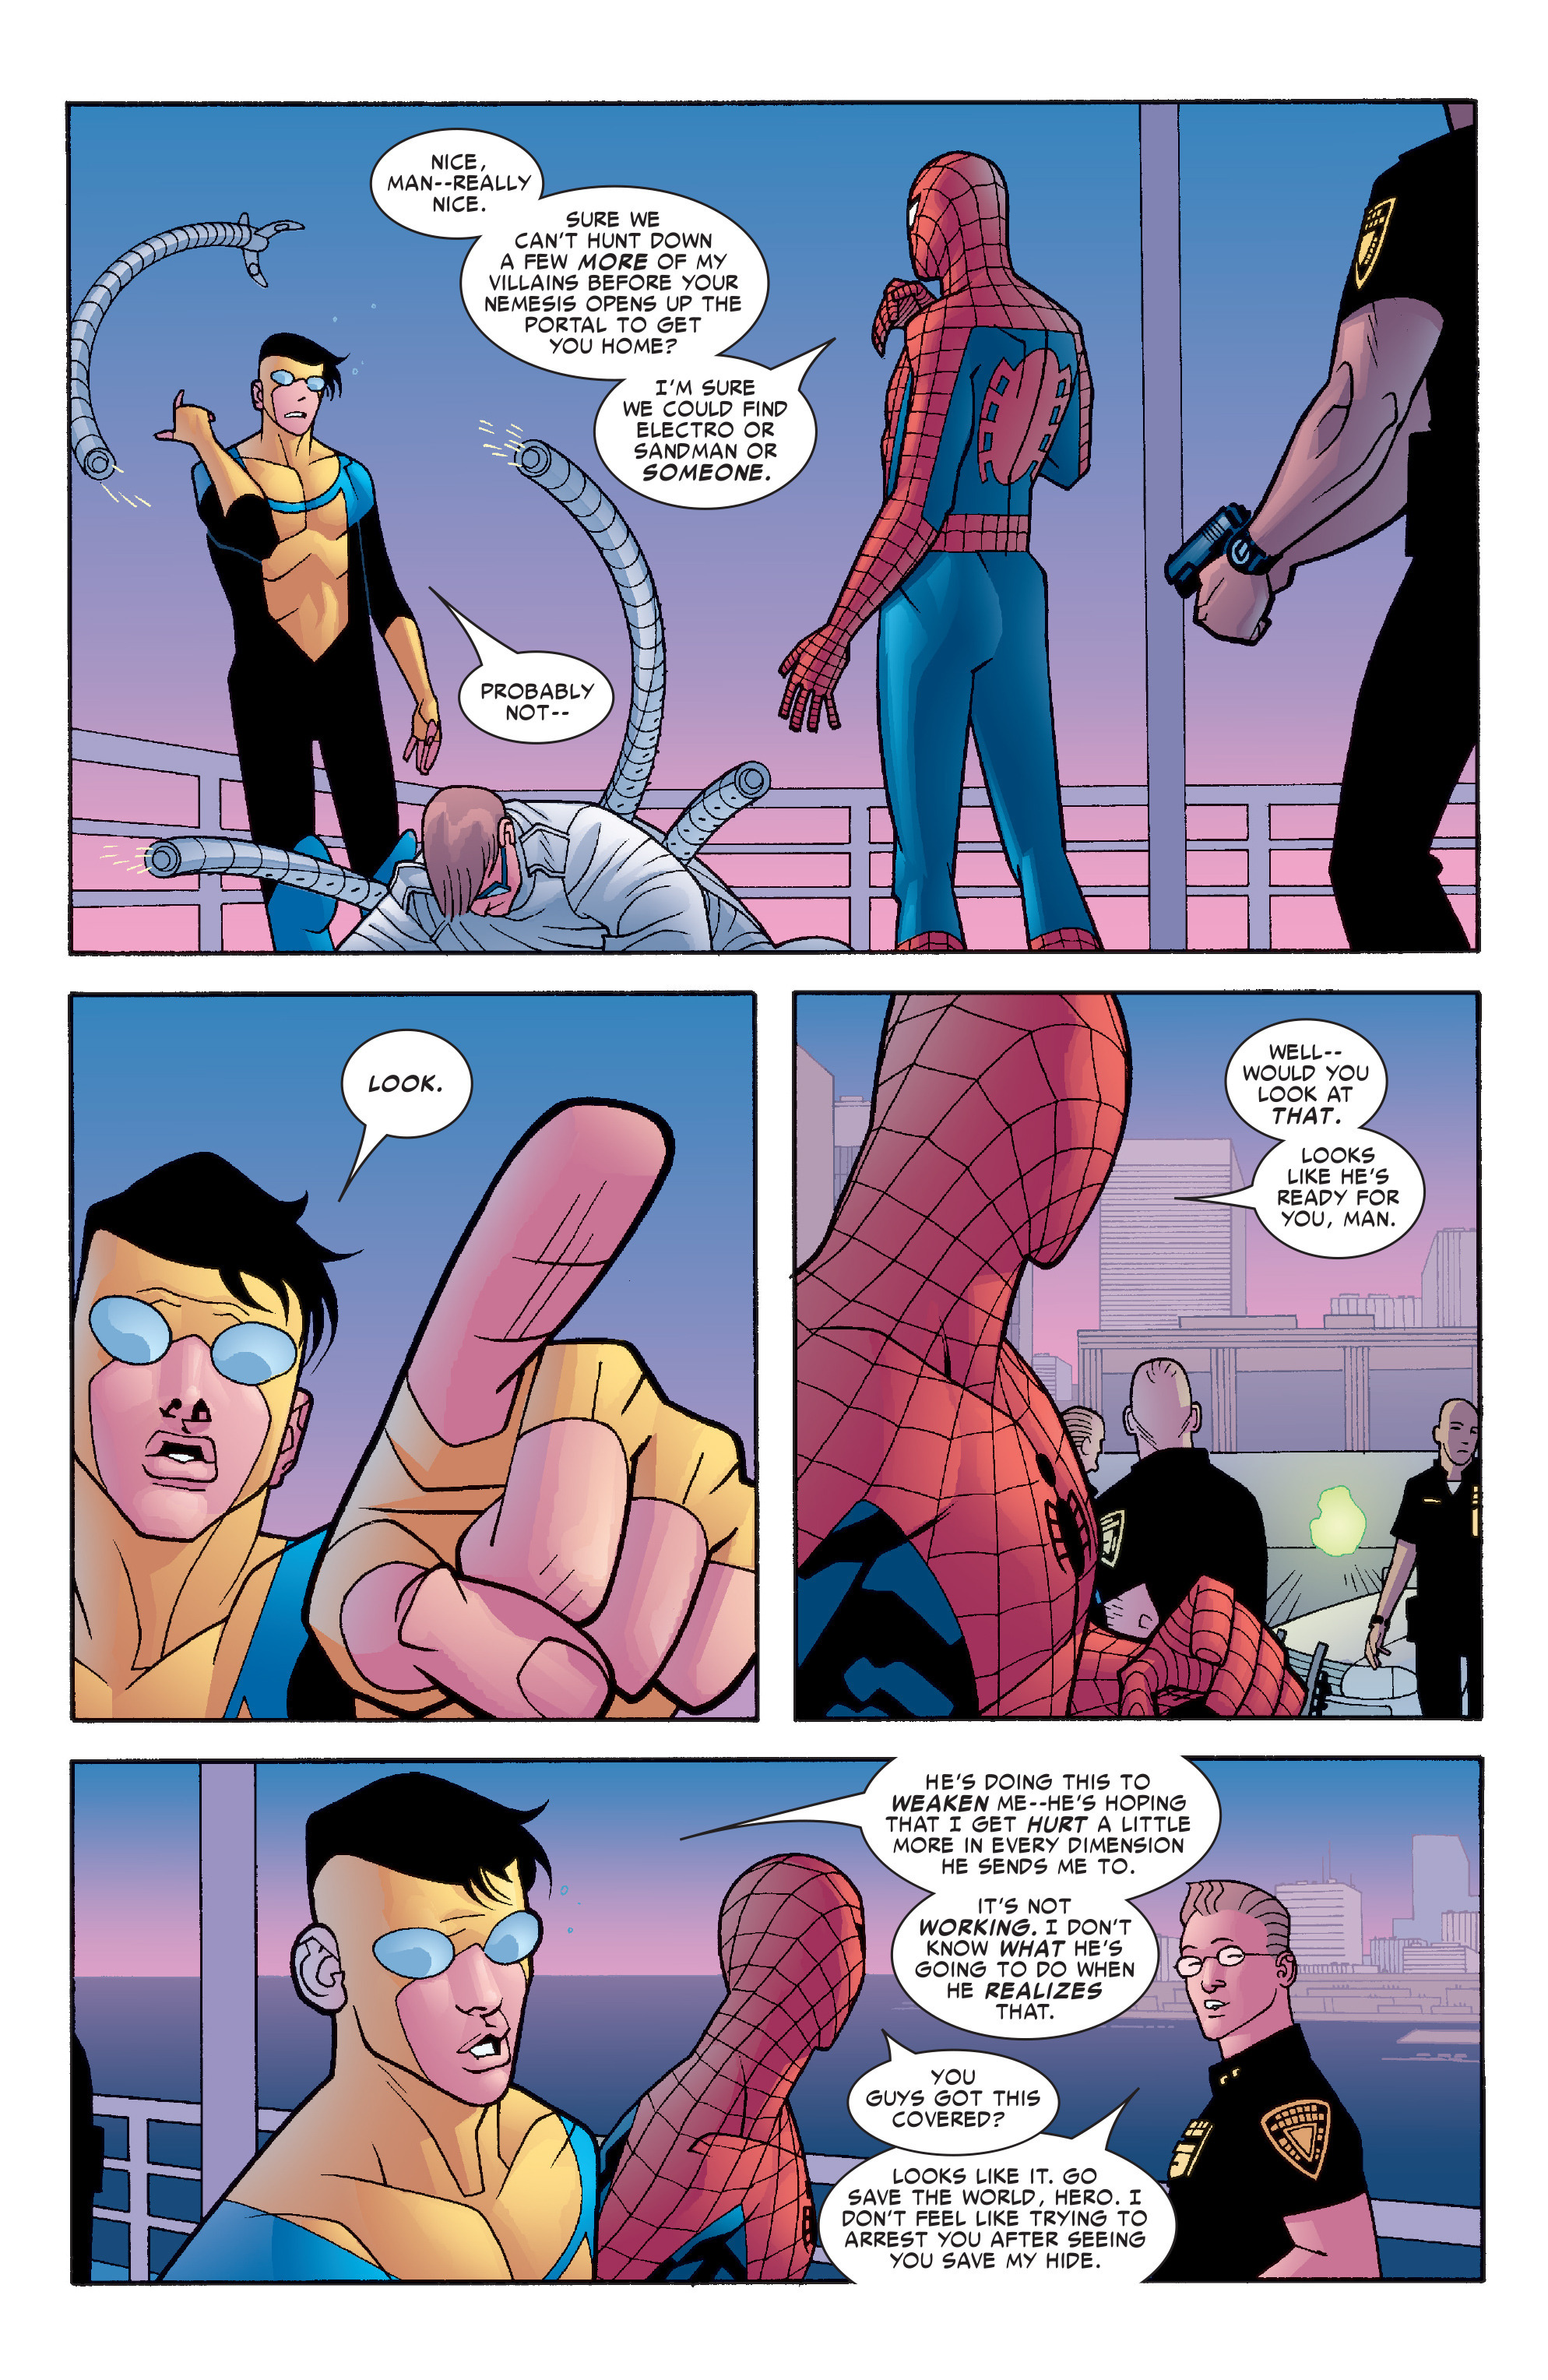 NICE,
MAN--REALLY
NICE.
SURE WE
CAN'T HUNT DOWN
A FEW MORE OF MY
VILLAINS BEFORE YOUR
NEMESIS OPENS UP THE
PORTAL TO GET
YOU HOME?
I'M SURE
WE COULD FIND
ELECTRO OR
SANDMAN OR
SOMEONE.
PROBABLY
NOT--
LOOK.
WELL--
WOULD YOU
LOOK AT
THAT.
LOOKS
LIKE HE'S
READY FOR
YOU, MAN.
HE'S DOING THIS TO
WEAKEN ME--HE'S HOPING
THAT I GET HURT A LITTLE
MORE IN EVERY DIMENSION
HE SENDS ME TO.
IT'S NOT
WORKING. I DON'T
KNOW WHAT HE'S
GOING TO DO WHEN
HE REALIZES
THAT.
YOU
GUYS GOT THIS
COVERED?
LOOKS LIKE IT. GO
SAVE THE WORLD, HERO. I
DON'T FEEL LIKE TRYING TO
ARREST YOU AFTER SEEING
YOU SAVE MY HIDE.